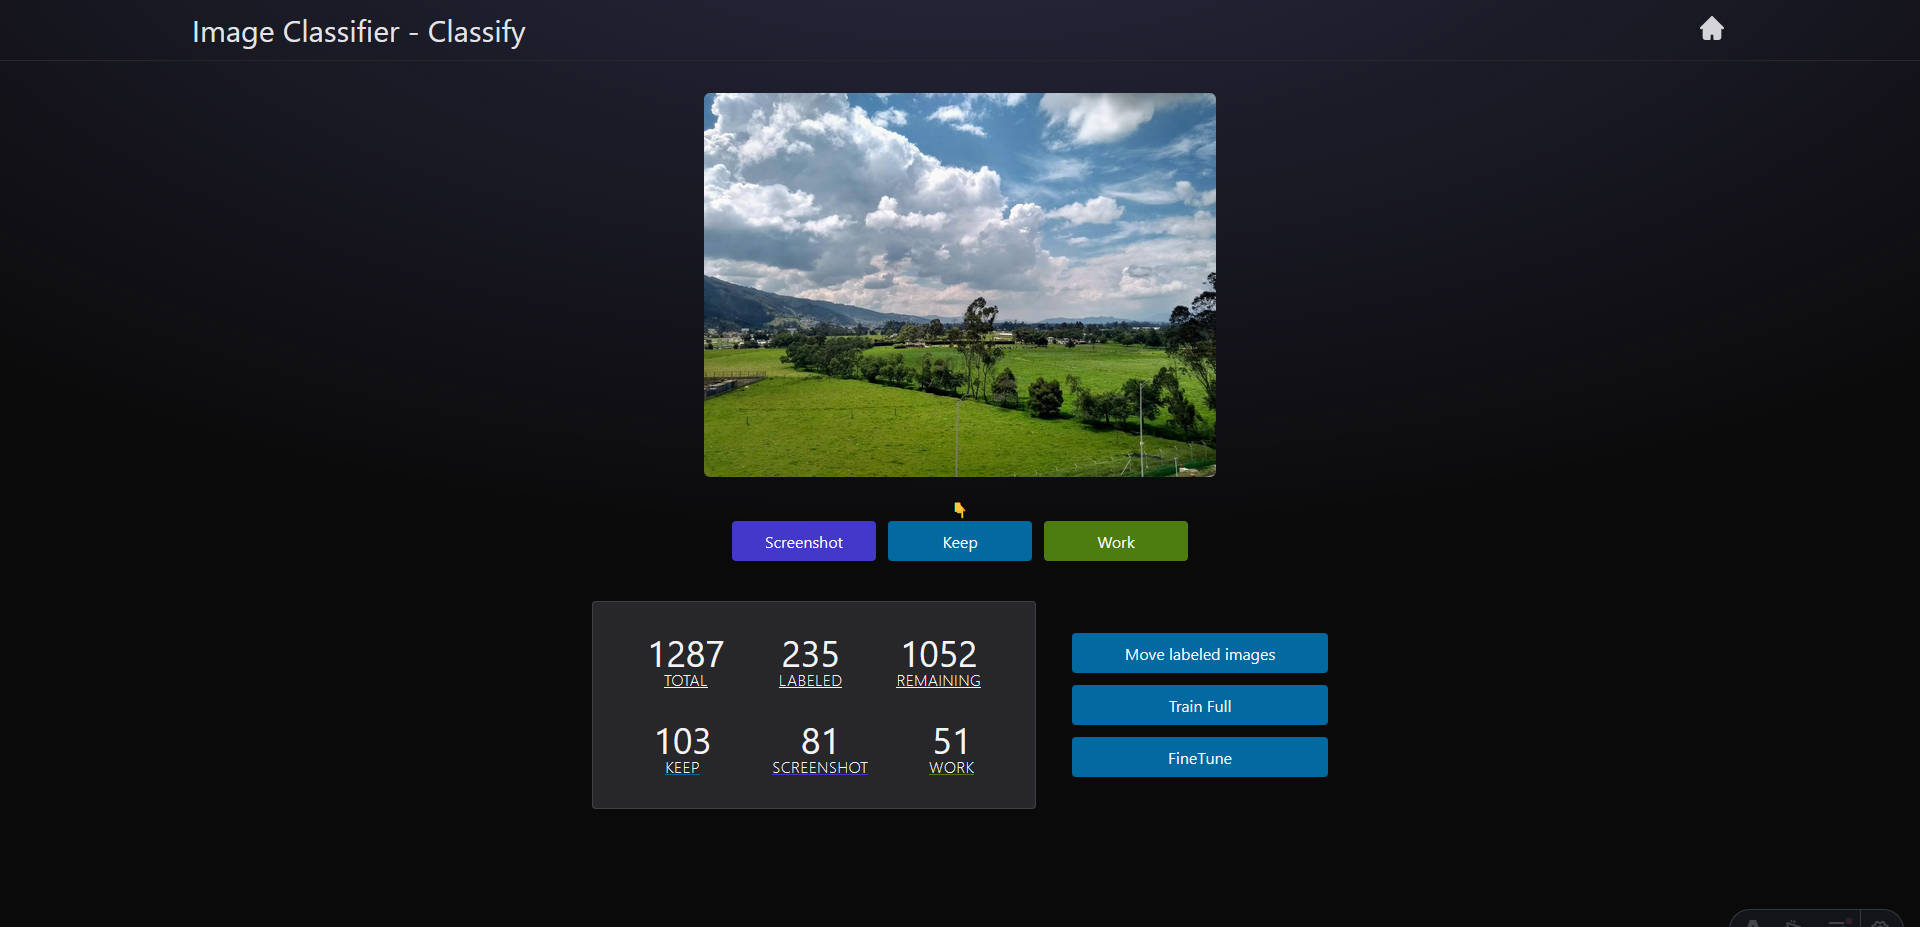 Image Classifier - Classify
Screenshot
Keep
Work
1287
TOTAL
235
LABELED
1052
REMAINING
103
KEEP
81
SCREENSHOT
51
WORK
Move labeled images
Train Full
FineTune